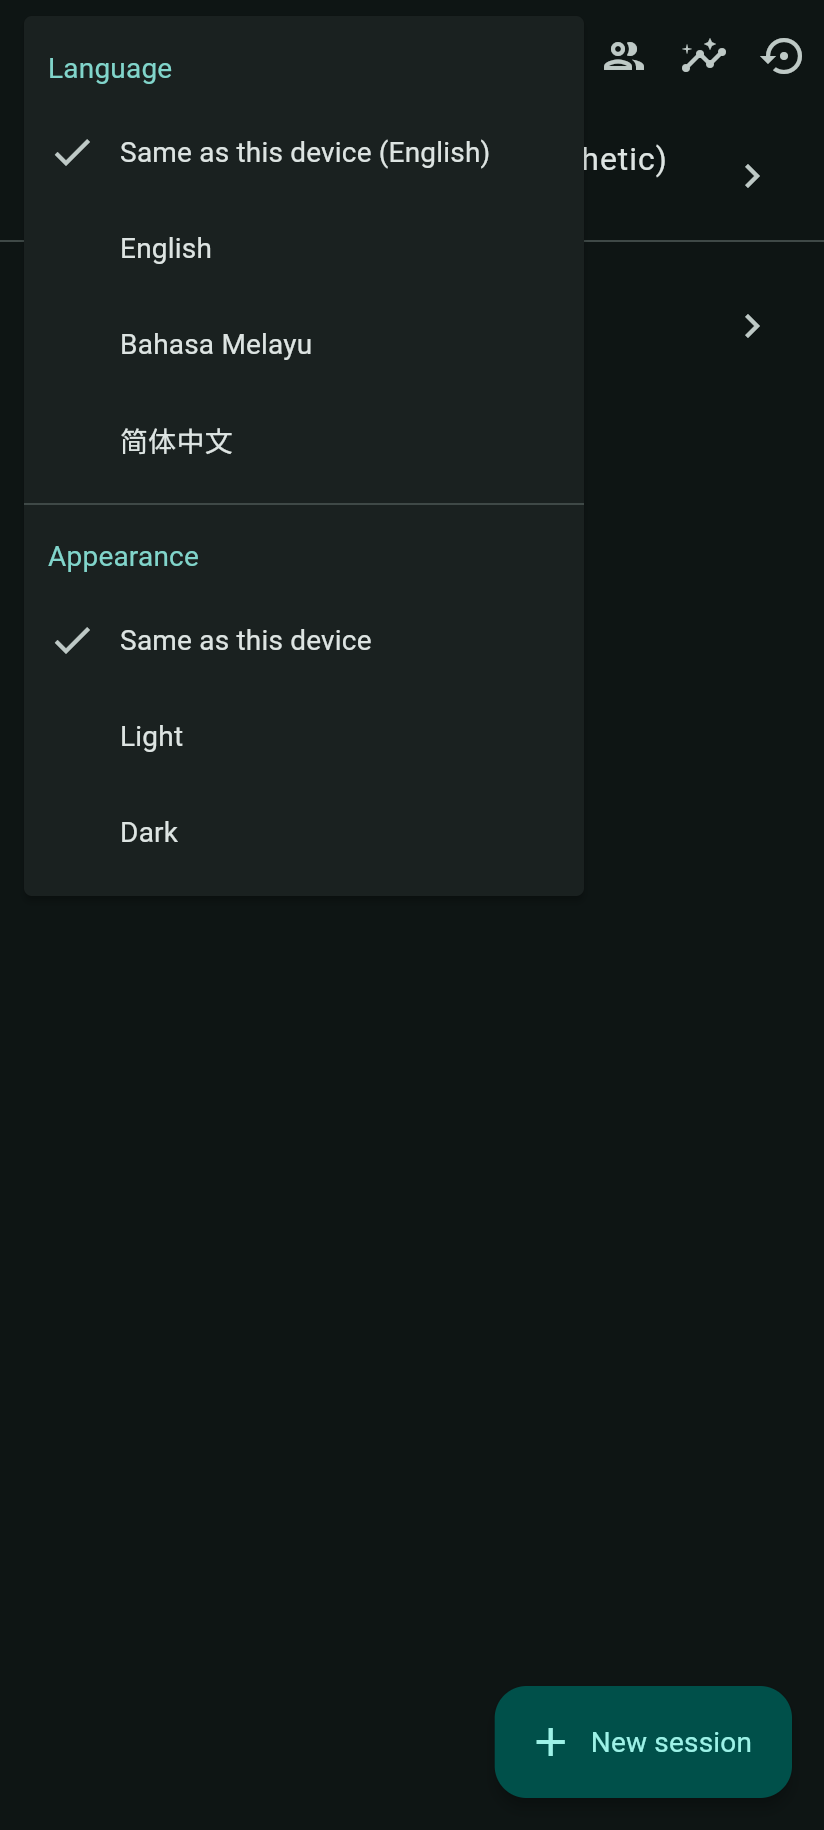 Language
Same as this device (English)
hetic)
English
Bahasa Melayu
简体中文
Appearance
Same as this device
Light
Dark
New session